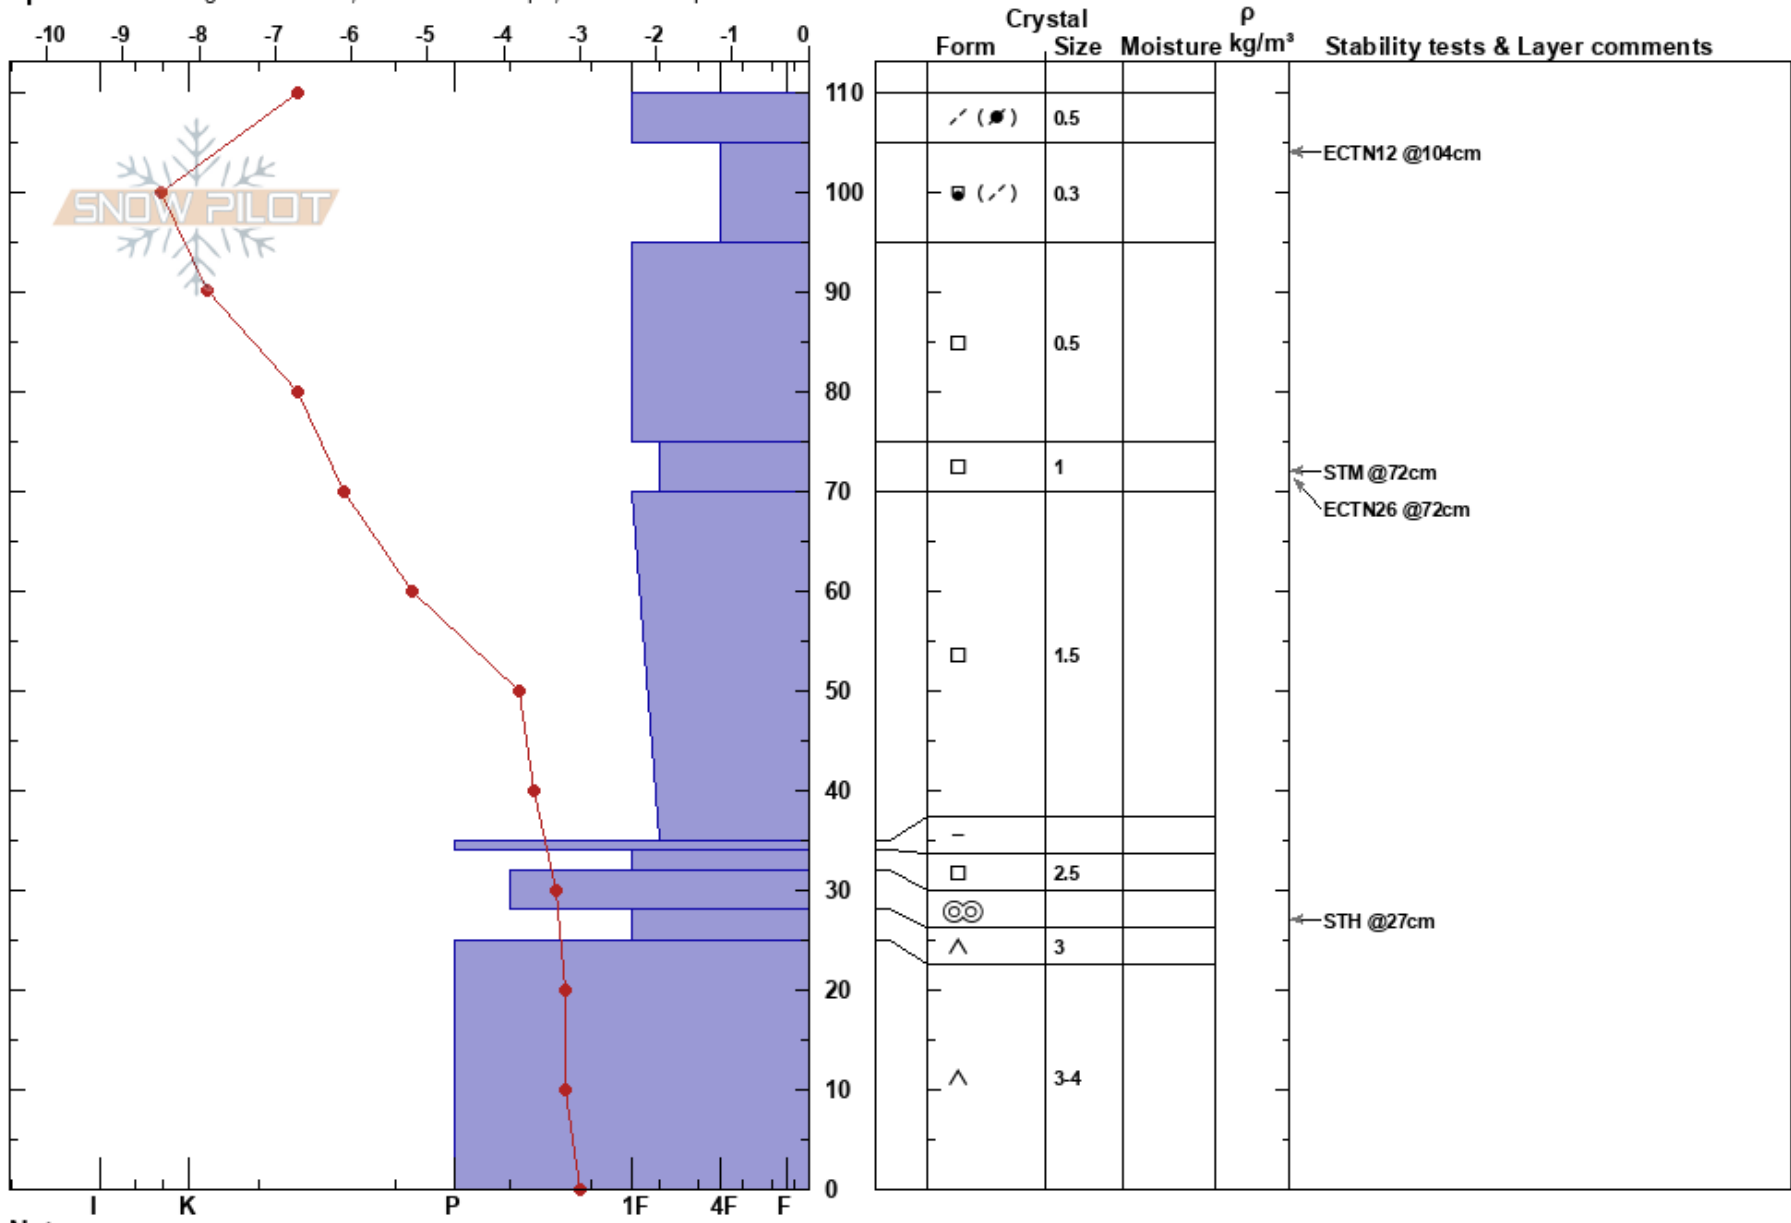 Crystal
ρ
-10 -9 -8 -7 -6 -5 -4 -3 -2 -1 0
Form Size Moisture kg/m³ Stability tests & Layer comments
110
0.5
ECTN12 @104cm
SNOW PILOT
100
0.3
90
0.5
80
1
STM @72cm
70
ECTN26 @72cm
60
1.5
50
40
2.5
30
STH @27cm
3
20
3-4
10
0
I K P 1F 4F F